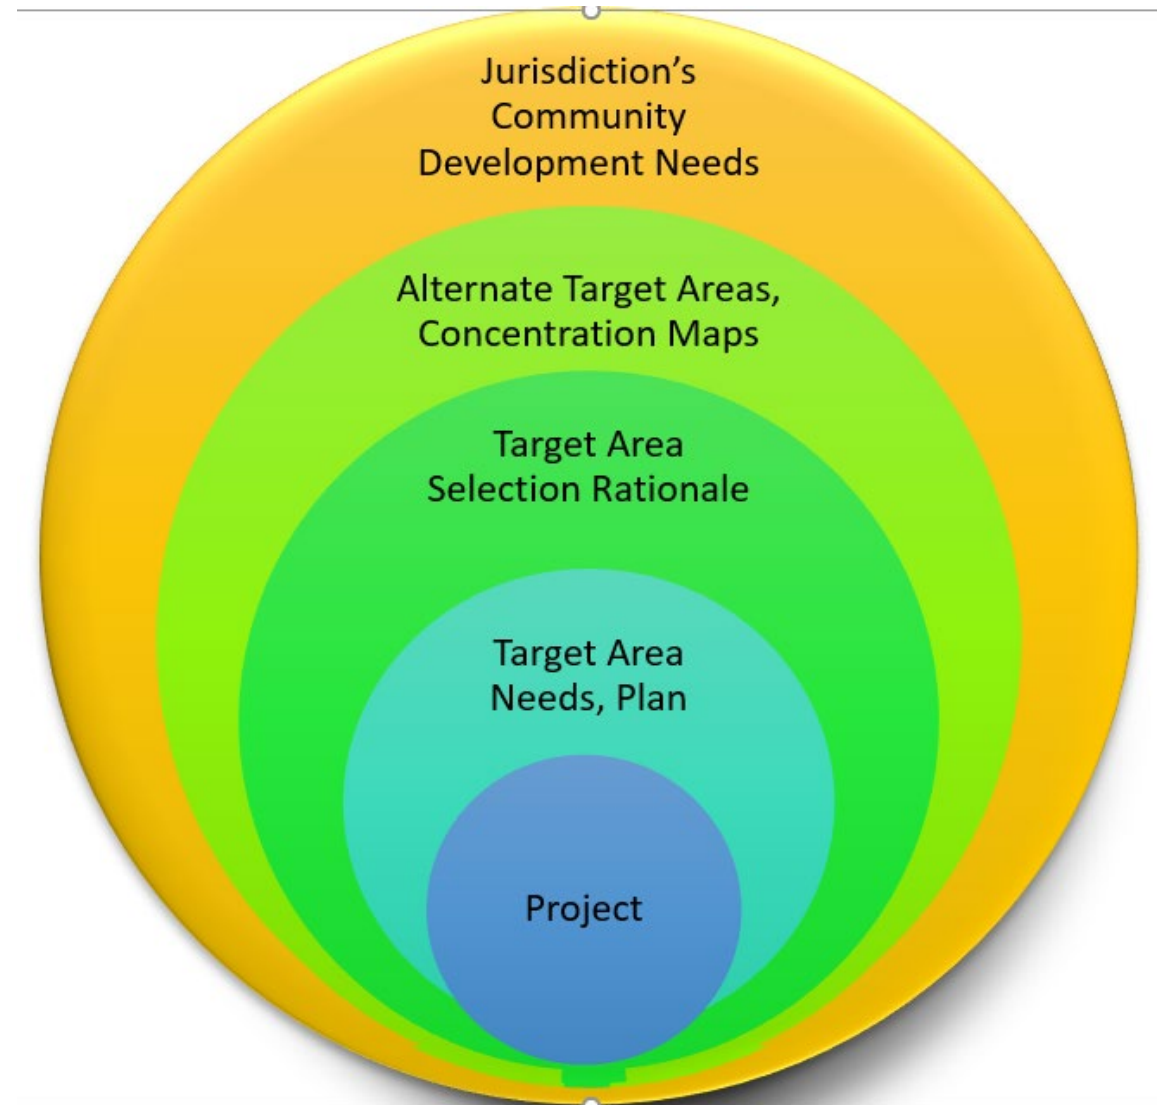 Jurisdiction’s
Community
Development Needs
Alternate Target Areas,
Concentration Maps
Target Area
Selection Rationale
Target Area
Needs, Plan
Project